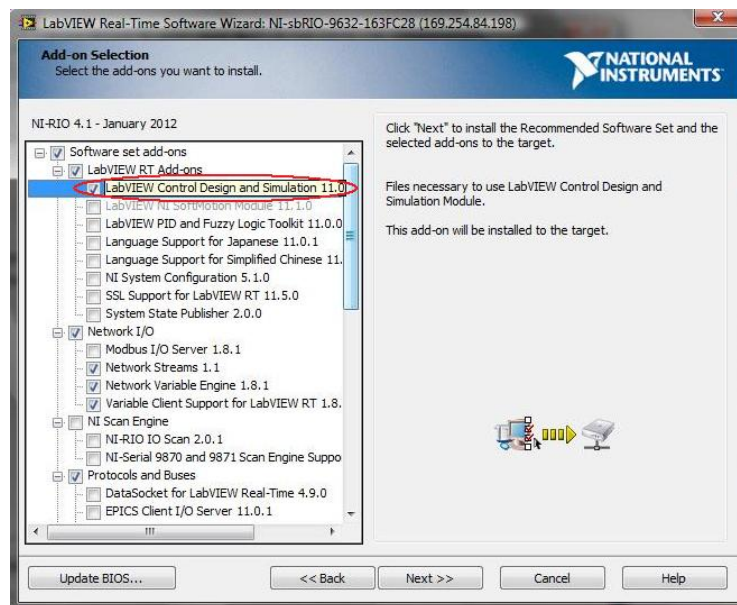 LabVIEW Real-Time Software Wizard: NI-sbRIO-9632-163FC28 (169.254.84.198)
Add-on Selection
Select the add-ons you want to install.
NATIONAL
INSTRUMENTS
NI-RIO 4.1 - January 2012
Software set add-ons
LabVIEW RT Add-ons
LabVIEW Control Design and Simulation 11.0
LabVIEW NI SoftMotion Module 11.1.0
LabVIEW PID and Fuzzy Logic Toolkit 11.0.0
Language Support for Japanese 11.0.1
Language Support for Simplified Chinese 11.
NI System Configuration 5.1.0
SSL Support for LabVIEW RT 11.5.0
System State Publisher 2.0.0
Network I/O
Modbus I/O Server 1.8.1
Network Streams 1.1
Network Variable Engine 1.8.1
Variable Client Support for LabVIEW RT 1.8.
NI Scan Engine
NI-RIO IO Scan 2.0.1
NI-Serial 9870 and 9871 Scan Engine Suppo
Protocols and Buses
DataSocket for LabVIEW Real-Time 4.9.0
EPICS Client I/O Server 11.0.1
Click "Next" to install the Recommended Software Set and the
selected add-ons to the target.
Files necessary to use LabVIEW Control Design and
Simulation Module.
This add-on will be installed to the target.
Update BIOS...
<< Back
Next >>
Cancel
Help